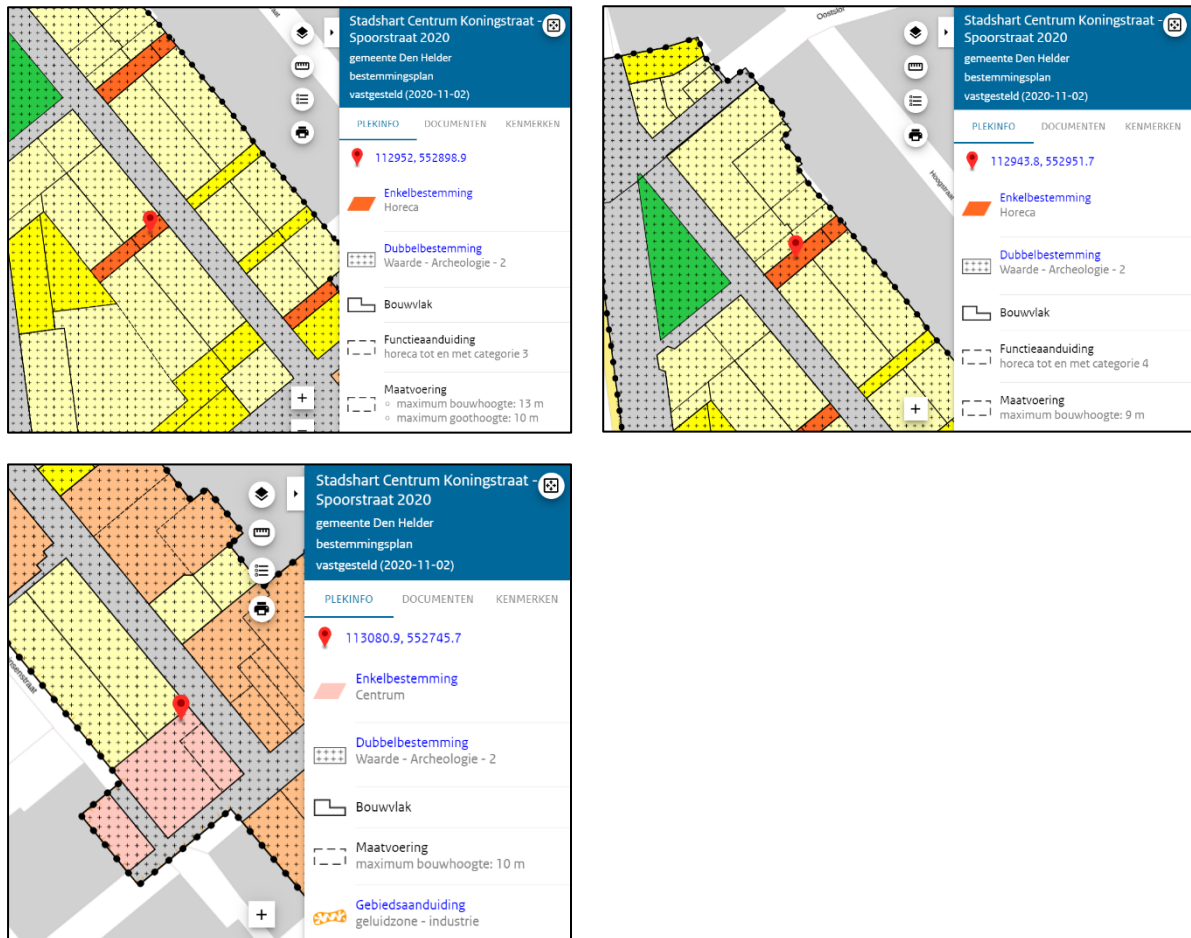 Stadshart Centrum Koningstraat -
Spoorstraat 2020
gemeente Den Helder
bestemmingsplan
vastgesteld (2020-11-02)
PLEKINFO DOCUMENTEN KENMERKEN
112952, 552898.9
Enkelbestemming
Horeca
Dubbelbestemming
Waarde - Archeologie - 2
Bouwvlak
Functieaanduiding
horeca tot en met categorie 3
Maatvoering
maximum bouwhoogte: 13 m
maximum goothoogte: 10 m
Oostslot
Hoogstraat
Stadshart Centrum Koningstraat -
Spoorstraat 2020
gemeente Den Helder
bestemmingsplan
vastgesteld (2020-11-02)
PLEKINFO DOCUMENTEN KENMERKEN
112943.8, 552951.7
Enkelbestemming
Horeca
Dubbelbestemming
Waarde - Archeologie - 2
Bouwvlak
Functieaanduiding
horeca tot en met categorie 4
Maatvoering
maximum bouwhoogte: 9 m
Stadshart Centrum Koningstraat -
Spoorstraat 2020
gemeente Den Helder
bestemmingsplan
vastgesteld (2020-11-02)
PLEKINFO DOCUMENTEN KENMERKEN
113080.9, 552745.7
Enkelbestemming
Centrum
Dubbelbestemming
Waarde - Archeologie - 2
Bouwvlak
Maatvoering
maximum bouwhoogte: 10 m
Gebiedsaanduiding
geluidzone - industrie